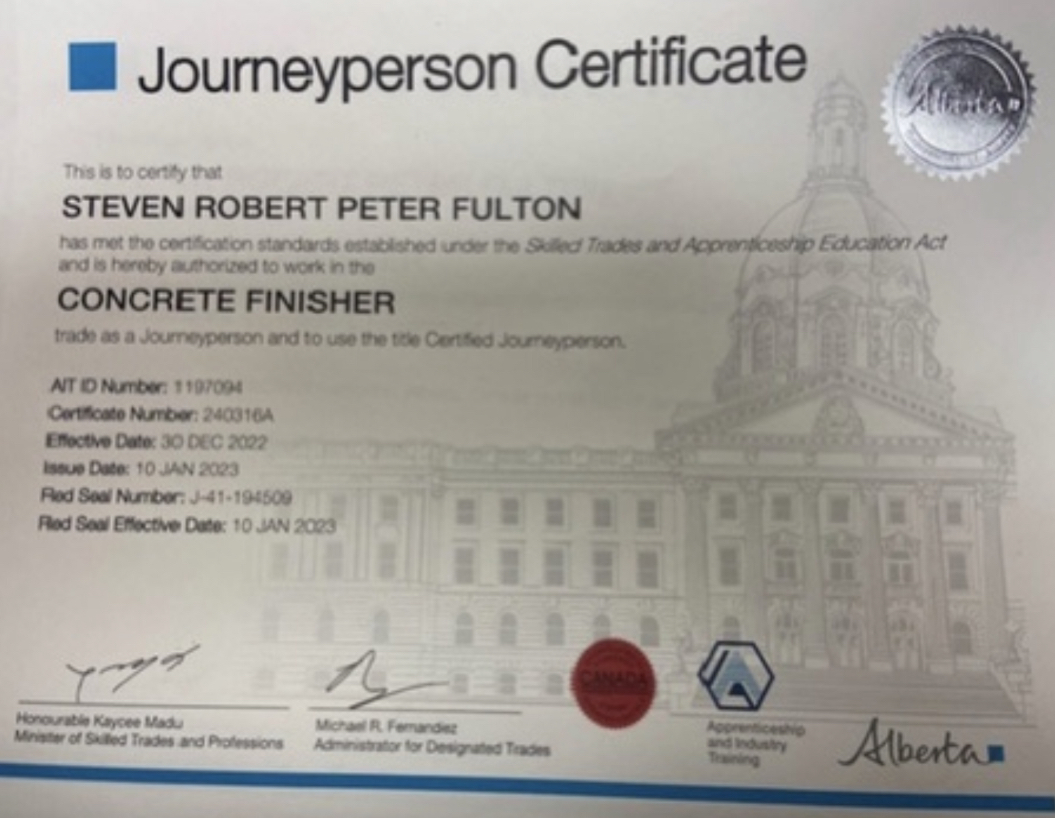 Journeyperson Certificate
Alberta
This is to certify that
STEVEN ROBERT PETER FULTON
has met the certification standards established under the Skilled Trades and Apprenticeship Education Act
and is hereby authorized to work in the
CONCRETE FINISHER
trade as a Journeyperson and to use the title Certified Journeyperson.
AIT ID Number: 1197094
Certificate Number: 240316A
Effective Date: 30 DEC 2022
Issue Date: 10 JAN 2023
Red Seal Number: J-41-194509
Red Seal Effective Date: 10 JAN 2023
CANADA
Honourable Kaycee Madu
Minister of Skilled Trades and Professions
Michael R. Fernandez
Administrator for Designated Trades
Apprenticeship
and Industry
Training
Alberta